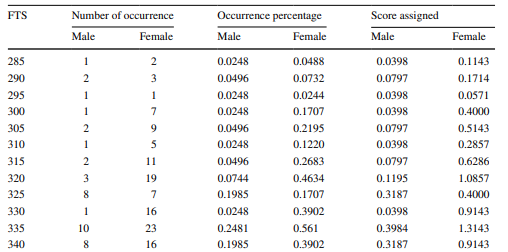 FTS Number of occurrence Occurrence percentage Score assigned
Male Female Male Female Male Female
285 1 2 0.0248 0.0488 0.0398 0.1143
290 2 3 0.0496 0.0732 0.0797 0.1714
295 1 1 0.0248 0.0244 0.0398 0.0571
300 1 7 0.0248 0.1707 0.0398 0.4000
305 2 9 0.0496 0.2195 0.0797 0.5143
310 1 5 0.0248 0.1220 0.0398 0.2857
315 2 11 0.0496 0.2683 0.0797 0.6286
320 3 19 0.0744 0.4634 0.1195 1.0857
325 8 7 0.1985 0.1707 0.3187 0.4000
330 1 16 0.0248 0.3902 0.0398 0.9143
335 10 23 0.2481 0.561 0.3984 1.3143
340 8 16 0.1985 0.3902 0.3187 0.9143